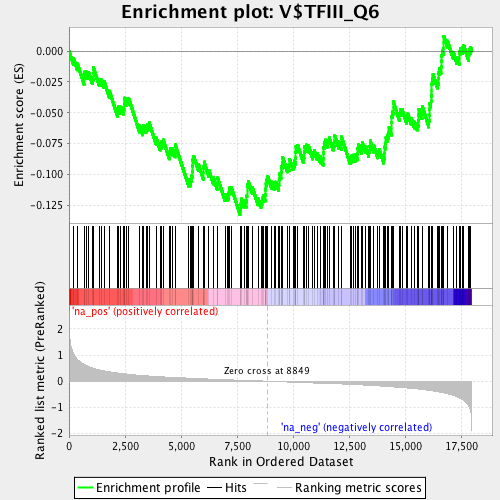 Enrichment plot: V$TFIII_Q6
Enrichment score (ES)
0.000
-0.025
-0.050
-0.075
-0.100
-0.125
'na_pos' (positively correlated)
Ranked list metric (PreRanked)
2
1
0
-1
-2
Zero cross at 8849
'na_neg' (negatively correlated)
0
2,500
5,000
7,500
10,000
12,500
15,000
17,500
Rank in Ordered Dataset
Enrichment profile
Hits
Ranking metric scores